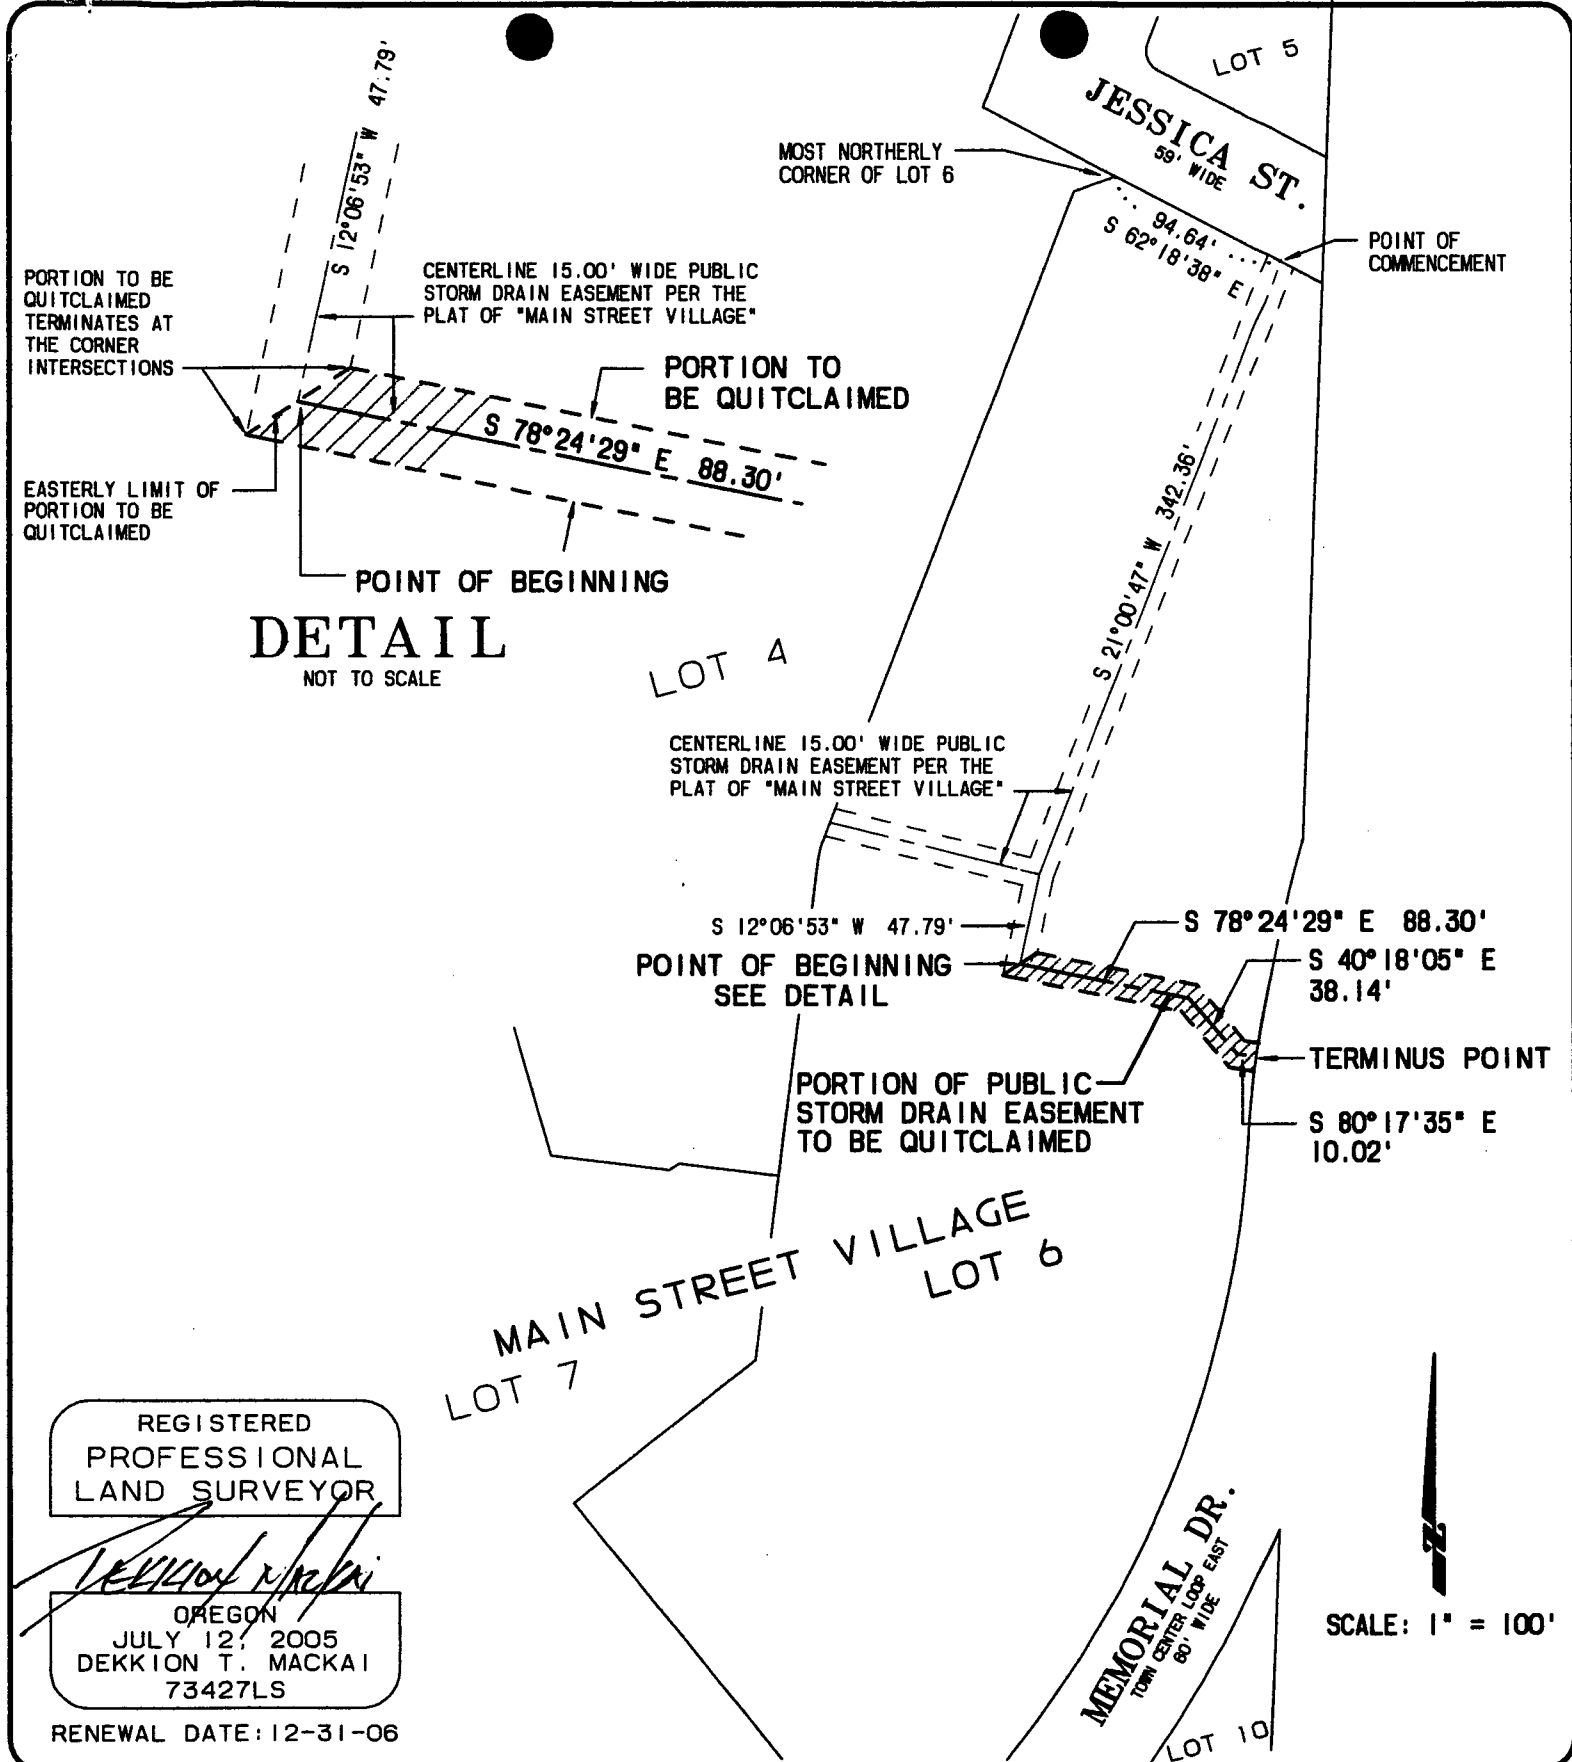 LOT 5
JESSICA ST.
59' WIDE
MOST NORTHERLY
CORNER OF LOT 6
94.64'
S 62°18'38" E
POINT OF
COMMENCEMENT
S 12°06'53" W 47.79'
PORTION TO BE
QUITCLAIMED
TERMINATES AT
THE CORNER
INTERSECTIONS
CENTERLINE 15.00' WIDE PUBLIC
STORM DRAIN EASEMENT PER THE
PLAT OF "MAIN STREET VILLAGE"
PORTION TO
BE QUITCLAIMED
S 78°24'29" E 88.30'
EASTERLY LIMIT OF
PORTION TO BE
QUITCLAIMED
POINT OF BEGINNING
DETAIL
NOT TO SCALE
LOT 4
S 21°00'47" W 342.36'
CENTERLINE 15.00' WIDE PUBLIC
STORM DRAIN EASEMENT PER THE
PLAT OF "MAIN STREET VILLAGE"
S 12°06'53" W 47.79'
POINT OF BEGINNING
SEE DETAIL
S 78°24'29" E 88.30'
S 40°18'05" E
38.14'
TERMINUS POINT
S 80°17'35" E
10.02'
PORTION OF PUBLIC
STORM DRAIN EASEMENT
TO BE QUITCLAIMED
MAIN STREET VILLAGE
LOT 6
LOT 7
REGISTERED
PROFESSIONAL
LAND SURVEYOR
Dekkion Mackai
OREGON
JULY 12, 2005
DEKKION T. MACKAI
73427LS
RENEWAL DATE: 12-31-06
MEMORIAL DR.
TOWN CENTER LOOP EAST
60' WIDE
LOT 10
N
SCALE: 1" = 100'